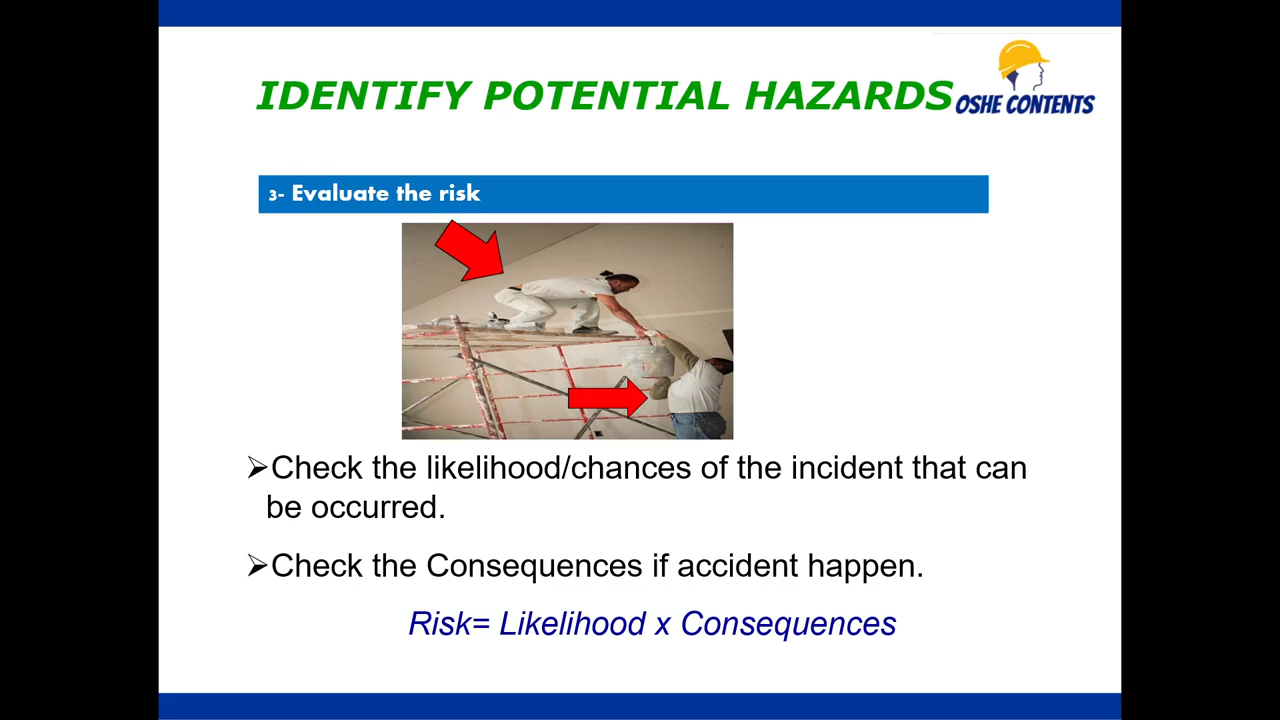 IDENTIFY POTENTIAL HAZARDS
OSHE CONTENTS
3- Evaluate the risk
➢Check the likelihood/chances of the incident that can
be occurred.
➢Check the Consequences if accident happen.
Risk= Likelihood x Consequences